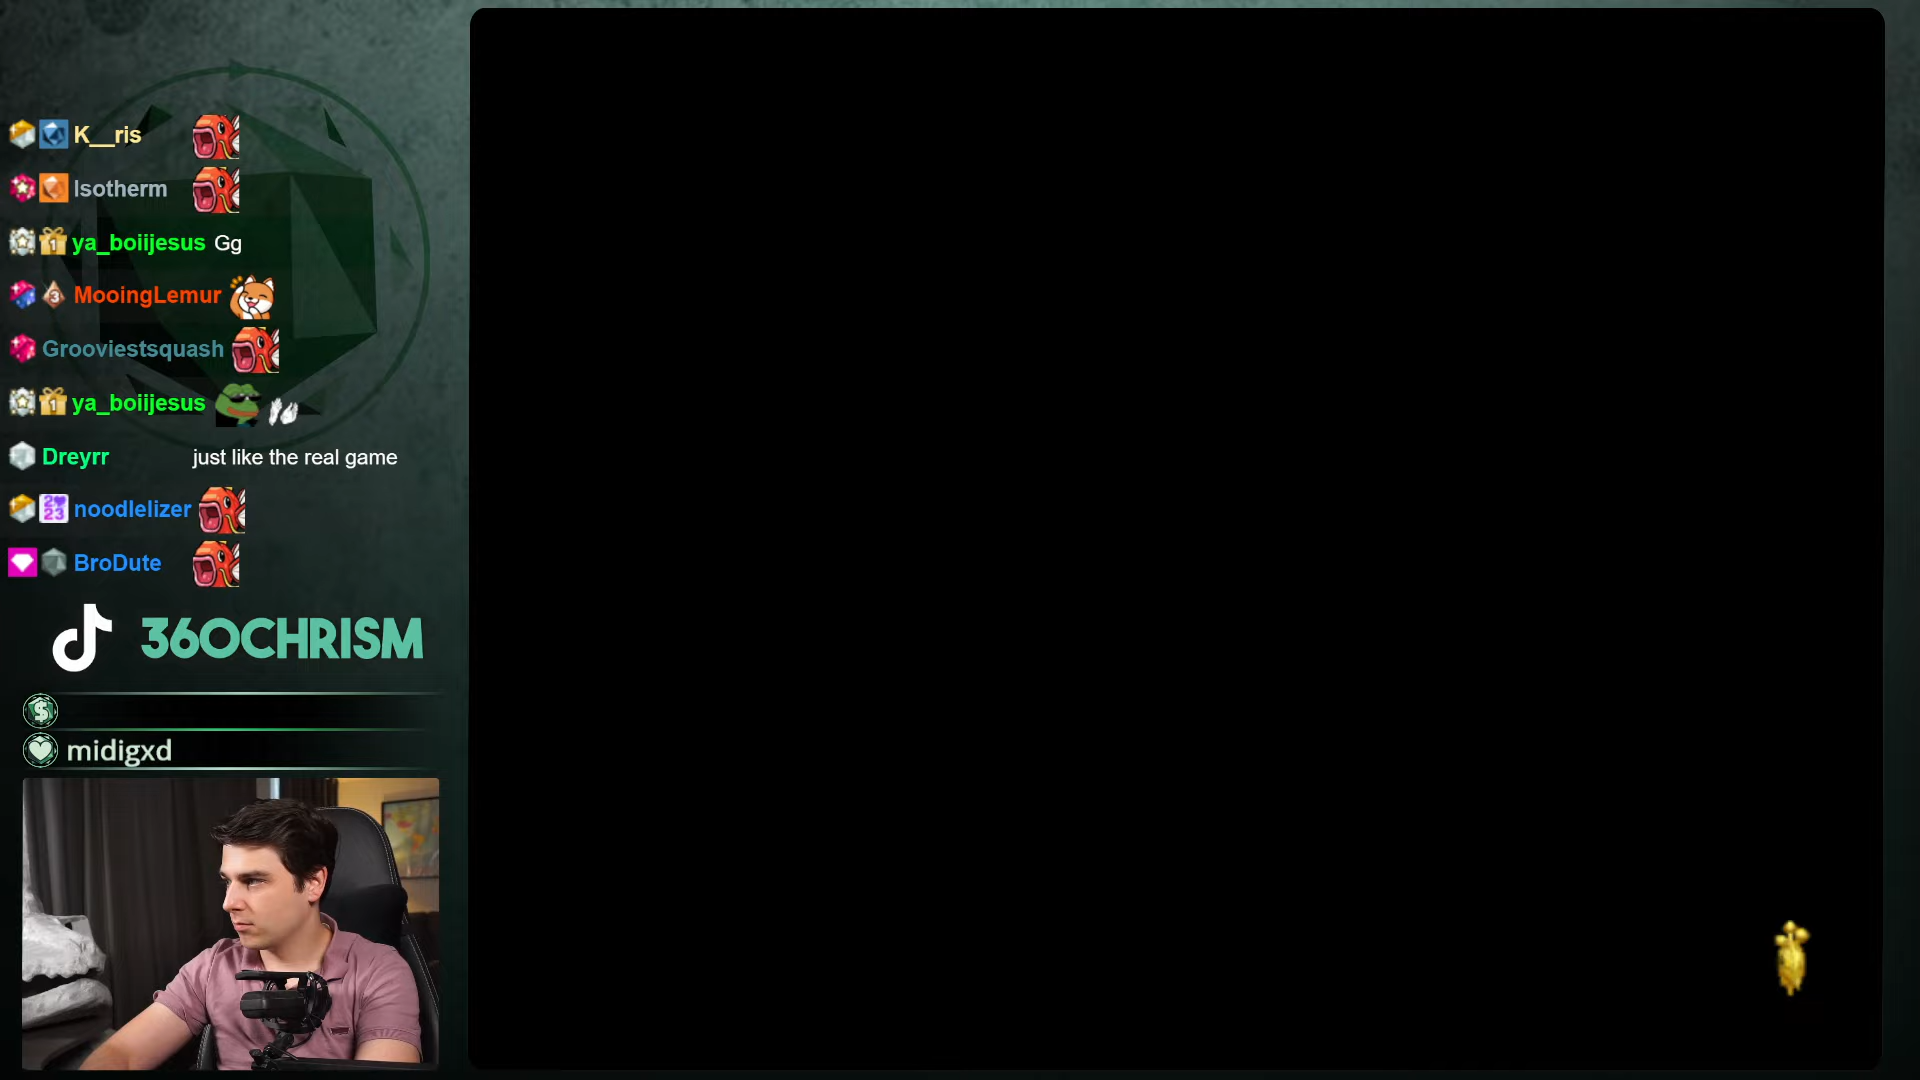 K__ris
Isotherm
ya_boiijesus Gg
MooingLemur
Grooviestsquash
ya_boiijesus
Dreyrr just like the real game
noodlelizer
BroDute
360CHRISM
midigxd